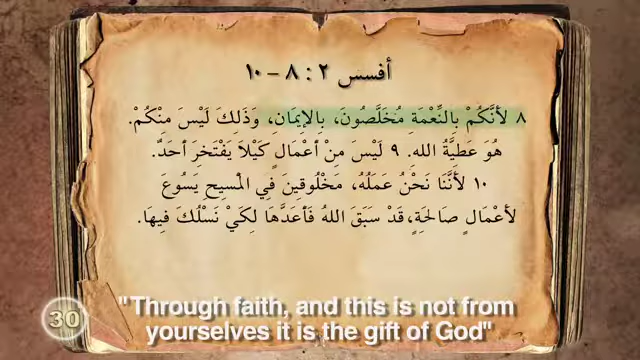 أفسس ٢ : ٨ - ١٠
٨ لأَنَّكُمْ بِالنِّعْمَةِ مُخَلَّصُونَ، بِالإِيمَانِ، وَذَلِكَ لَيْسَ مِنْكُمْ.
هُوَ عَطِيَّةُ اللهِ. ٩ لَيْسَ مِنْ أَعْمَالٍ كَيْلاَ يَفْتَخِرَ أَحَدٌ.
١٠ لأَنَّنَا نَحْنُ عَمَلُهُ، مَخْلُوقِينَ فِي الْمَسِيحِ يَسُوعَ
لأَعْمَالٍ صَالِحَةٍ، قَدْ سَبَقَ اللهُ فَأَعَدَّهَا لِكَيْ نَسْلُكَ فِيهَا.
"Through faith, and this is not from
yourselves it is the gift of God"
30